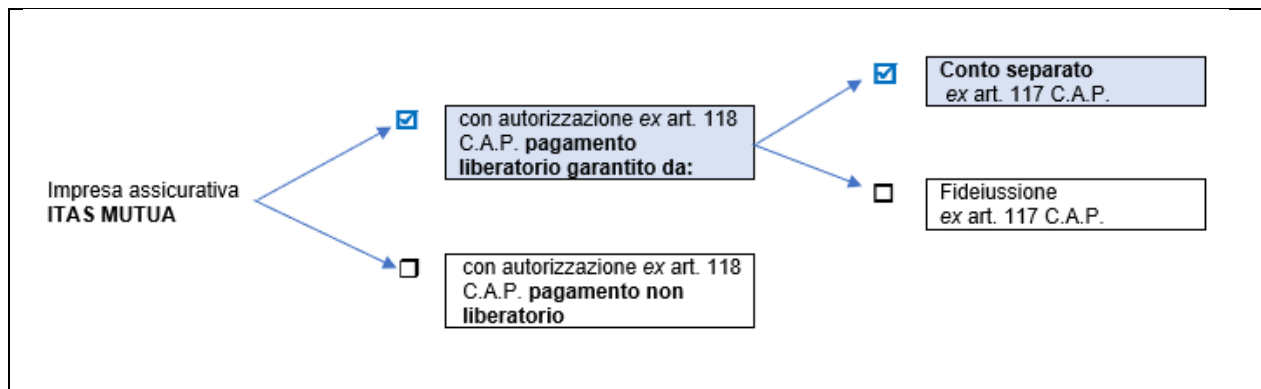 Impresa assicurativa
ITAS MUTUA
con autorizzazione ex art. 118
C.A.P. pagamento
liberatorio garantito da:
con autorizzazione ex art. 118
C.A.P. pagamento non
liberatorio
Conto separato
ex art. 117 C.A.P.
Fideiussione
ex art. 117 C.A.P.